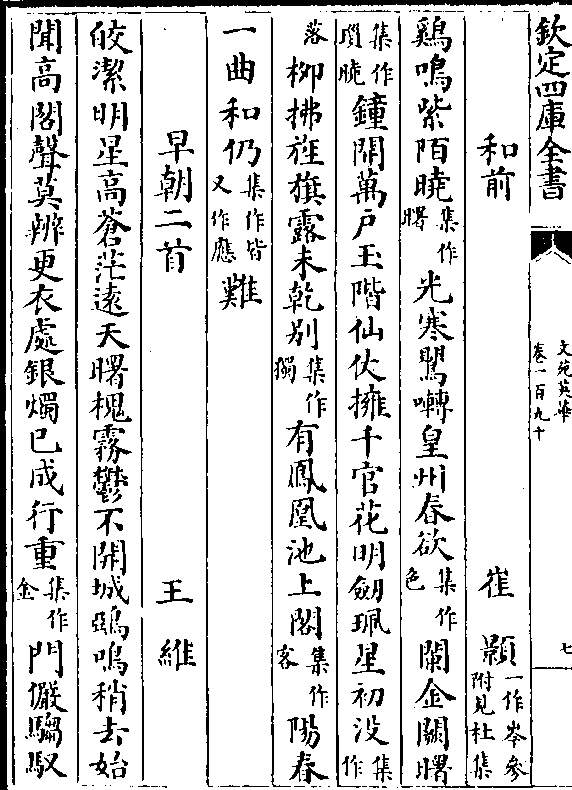 欽定四庫全書
文苑英華
卷一百九十
七
和前
崔顥一作岑參附見杜集
鷄鳴紫陌曉集作曙光寒鶯囀皇州春欲集作色闌金闕曙
集作瑣曉鐘開萬戶玉階仙仗擁千官花明劒珮星初没集作
落柳拂旌旗露未乾别集作獨有鳳凰池上閣集作客陽春
一曲和仍集作皆又作應難
早朝二首
王維
皎潔明星高蒼茫遠天曙槐霧鬱不開城鴉鳴稍去始
聞高閣聲莫辨更衣處銀燭已成行重集作金門儼騶馭